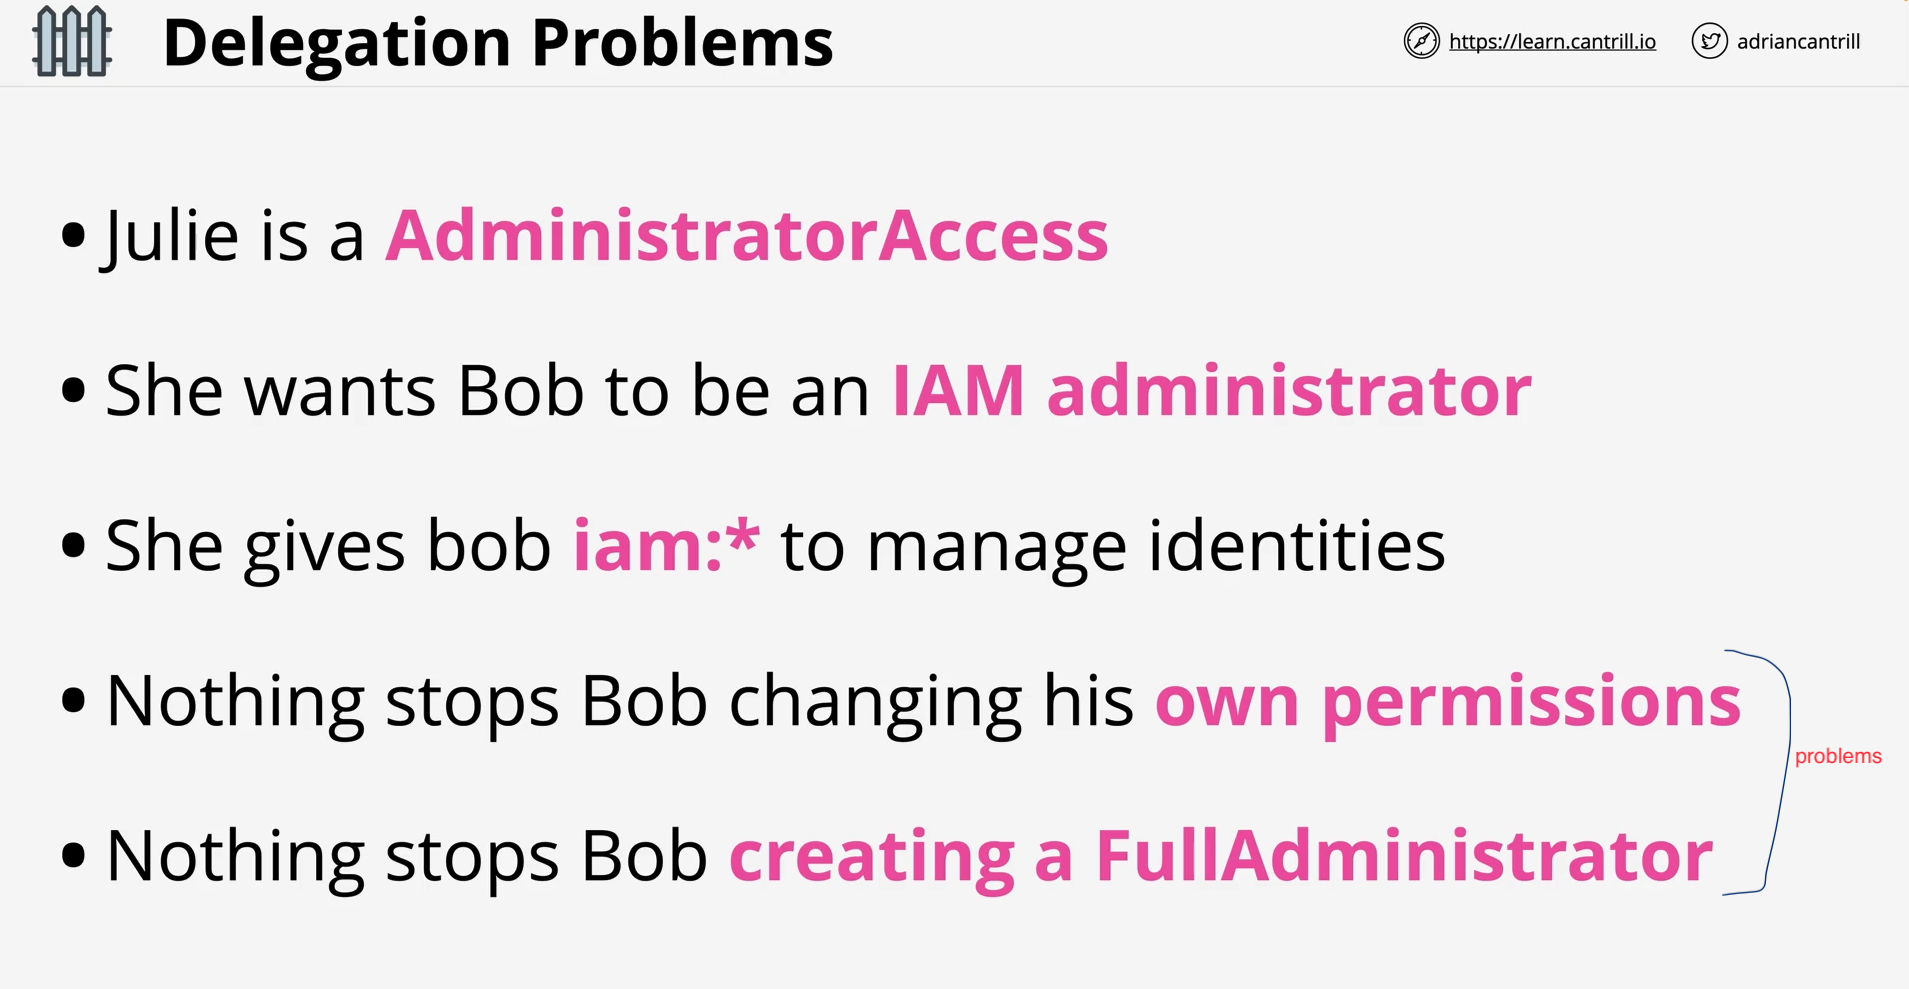 Delegation Problems
https://learn.cantrill.io
adriancantrill
• Julie is a AdministratorAccess
• She wants Bob to be an IAM administrator
• She gives bob iam:* to manage identities
• Nothing stops Bob changing his own permissions
problems
• Nothing stops Bob creating a FullAdministrator